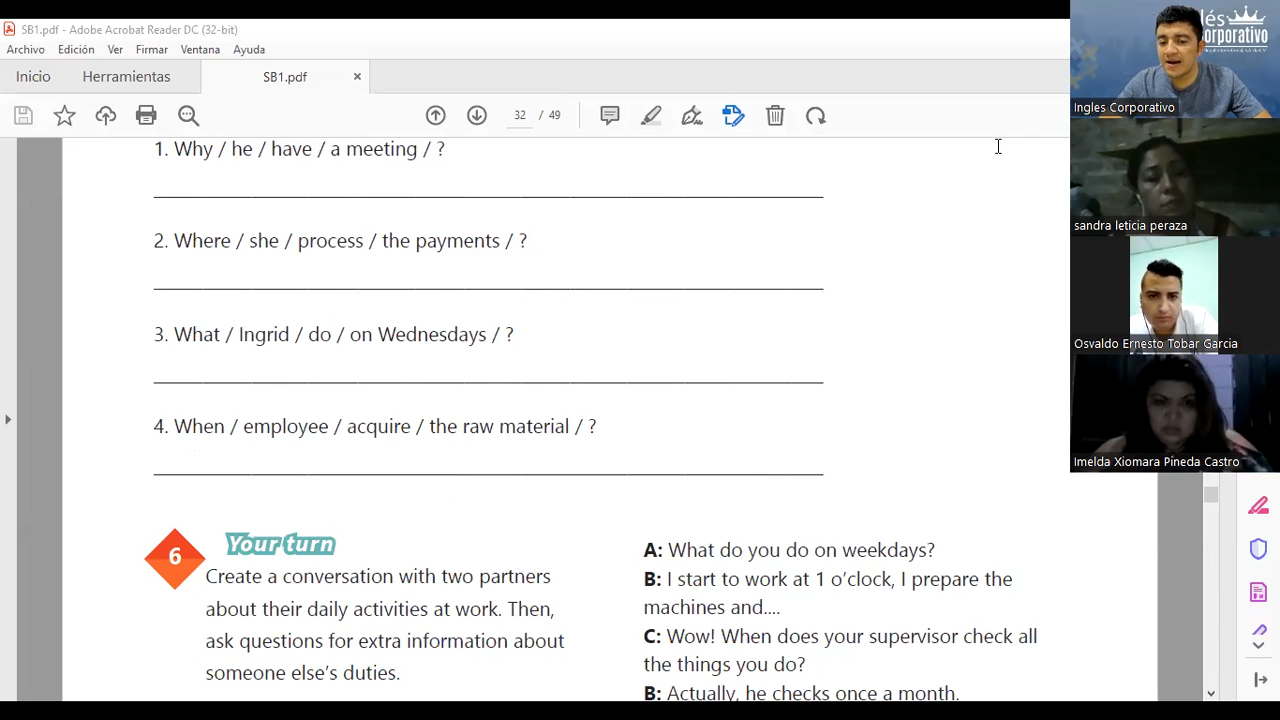 SB1.pdf - Adobe Acrobat Reader DC (32-bit)
Archivo Edición Ver Firmar Ventana Ayuda
Inicio Herramientas SB1.pdf ×
32 / 49
1. Why / he / have / a meeting / ?
2. Where / she / process / the payments / ?
3. What / Ingrid / do / on Wednesdays / ?
4. When / employee / acquire / the raw material / ?
6 Your turn
Create a conversation with two partners
about their daily activities at work. Then,
ask questions for extra information about
someone else's duties.
A: What do you do on weekdays?
B: I start to work at 1 o'clock, I prepare the
machines and....
C: Wow! When does your supervisor check all
the things you do?
B: Actually, he checks once a month.
lés
orporativo
Ingles Corporativo
sandra leticia peraza
Osvaldo Ernesto Tobar Garcia
Imelda Xiomara Pineda Castro